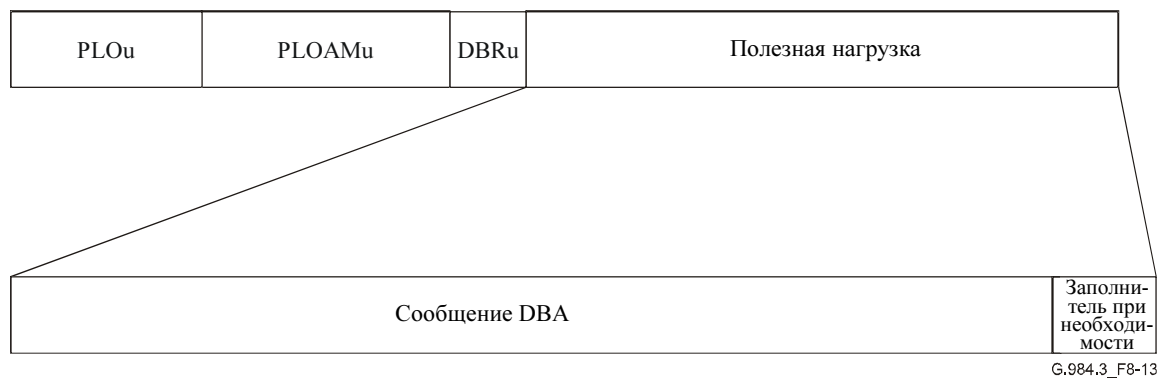 PLOu
PLOAMu
DBRu
Полезная нагрузка
Сообщение DBA
Заполни-
тель при
необходи-
мости
G.984.3_F8-13